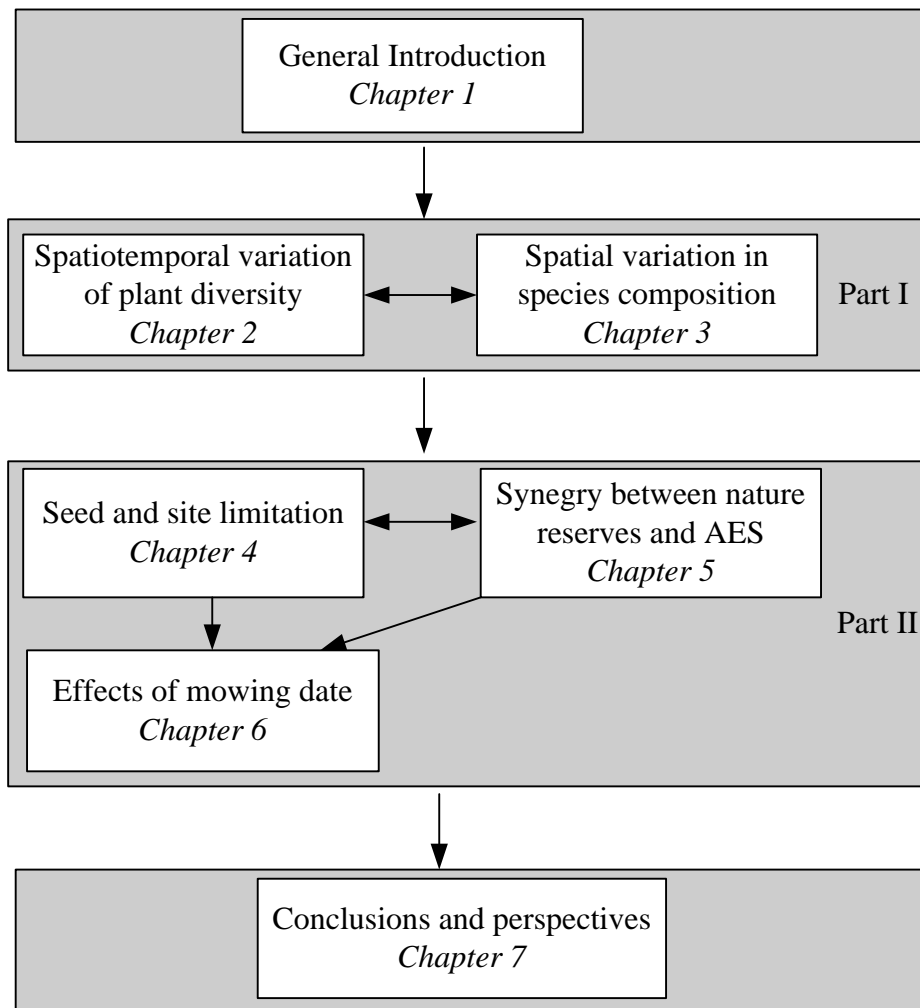 General Introduction
Chapter 1
Spatiotemporal variation
of plant diversity
Chapter 2
Spatial variation in
species composition
Chapter 3
Part I
Seed and site limitation
Chapter 4
Synegry between nature
reserves and AES
Chapter 5
Part II
Effects of mowing date
Chapter 6
Conclusions and perspectives
Chapter 7